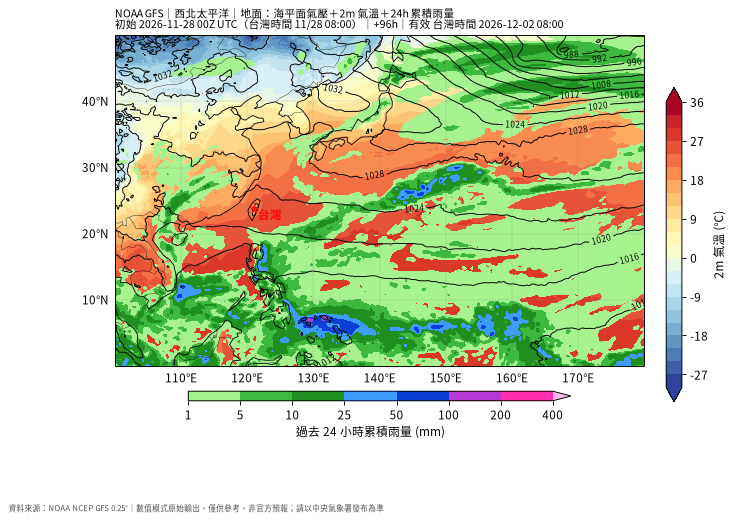 NOAA GFS｜西北太平洋｜地面：海平面氣壓＋2m 氣溫＋24h 累積雨量
初始 2026-11-28 00Z UTC（台灣時間 11/28 08:00）｜+96h｜有效 台灣時間 2026-12-02 08:00
988
992
996
1032
1032
1008
1012
1016
1020
1024
1028
1028
1024
1020
1016
台灣
40°N
30°N
20°N
10°N
110°E 120°E 130°E 140°E 150°E 160°E 170°E
36
27
18
9
0
-9
-18
-27
2m 氣溫 (°C)
1 5 10 25 50 100 200 400
過去 24 小時累積雨量 (mm)
資料來源：NOAA NCEP GFS 0.25°｜數值模式原始輸出，僅供參考，非官方預報；請以中央氣象署發布為準